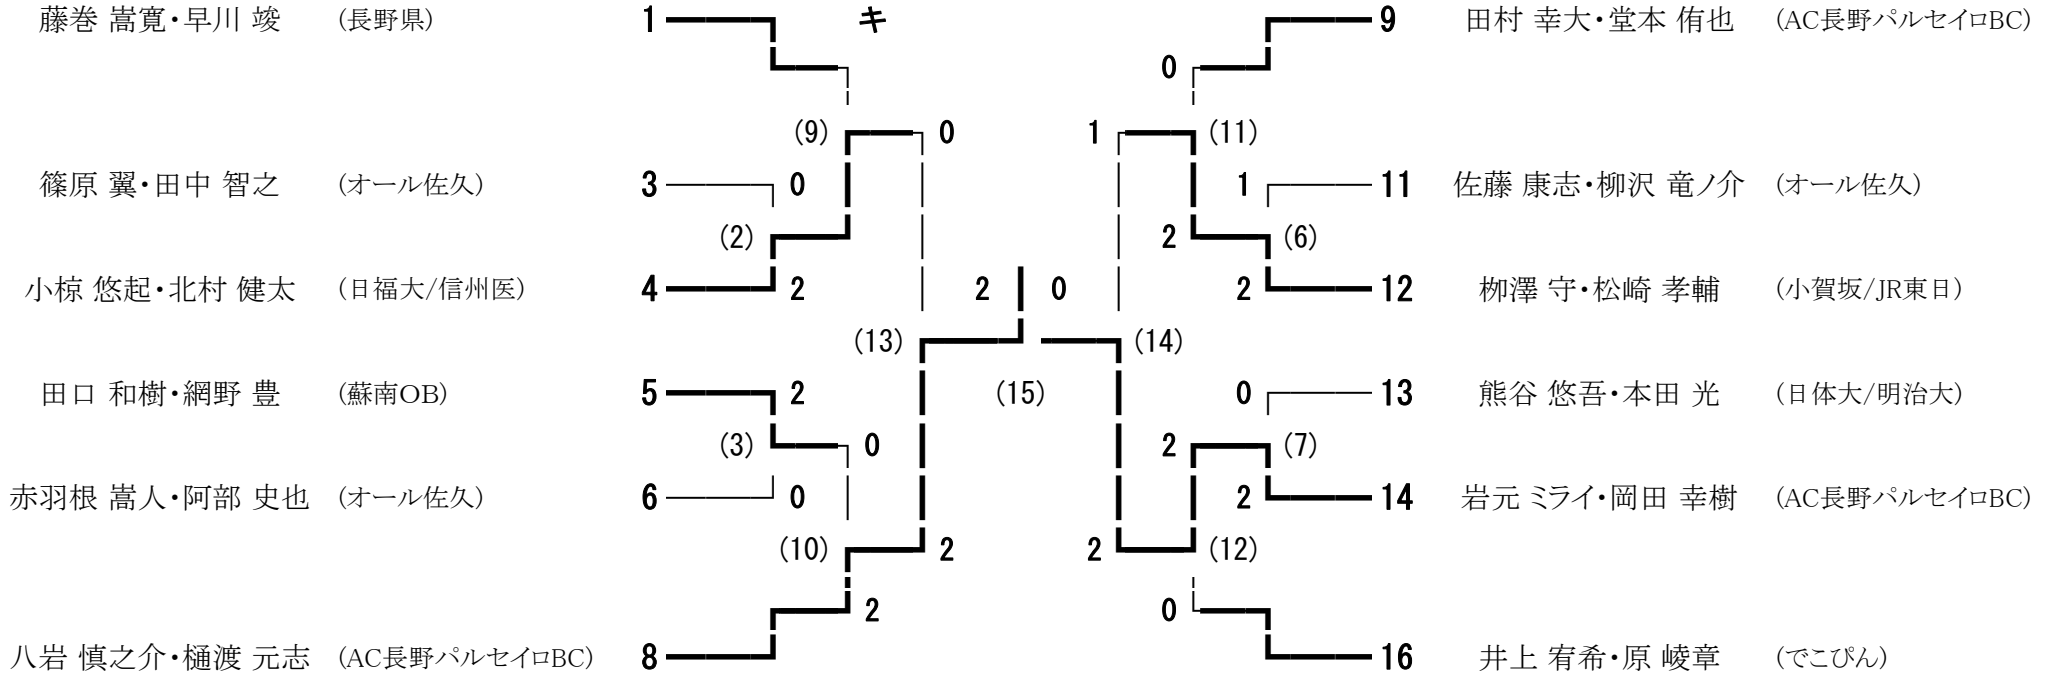 藤巻 嵩寛・早川 竣 (長野県) 1 キ 9 田村 幸大・堂本 侑也 (AC長野パルセイロBC)
0
(9) 0 1 (11)
篠原 翼・田中 智之 (オール佐久) 3 0 1 11 佐藤 康志・柳沢 竜ノ介 (オール佐久)
(2) 2 (6)
小椋 悠起・北村 健太 (日福大/信州医) 4 2 2 0 2 12 栁澤 守・松崎 孝輔 (小賀坂/JR東日)
(13) (14)
田口 和樹・網野 豊 (蘇南OB) 5 2 (15) 0 13 熊谷 悠吾・本田 光 (日体大/明治大)
(3) 0 2 (7)
赤羽根 嵩人・阿部 史也 (オール佐久) 6 0 2 14 岩元 ミライ・岡田 幸樹 (AC長野パルセイロBC)
(10) 2 2 (12)
2 0
八岩 慎之介・樋渡 元志 (AC長野パルセイロBC) 8 16 井上 宥希・原 崚章 (でこぴん)